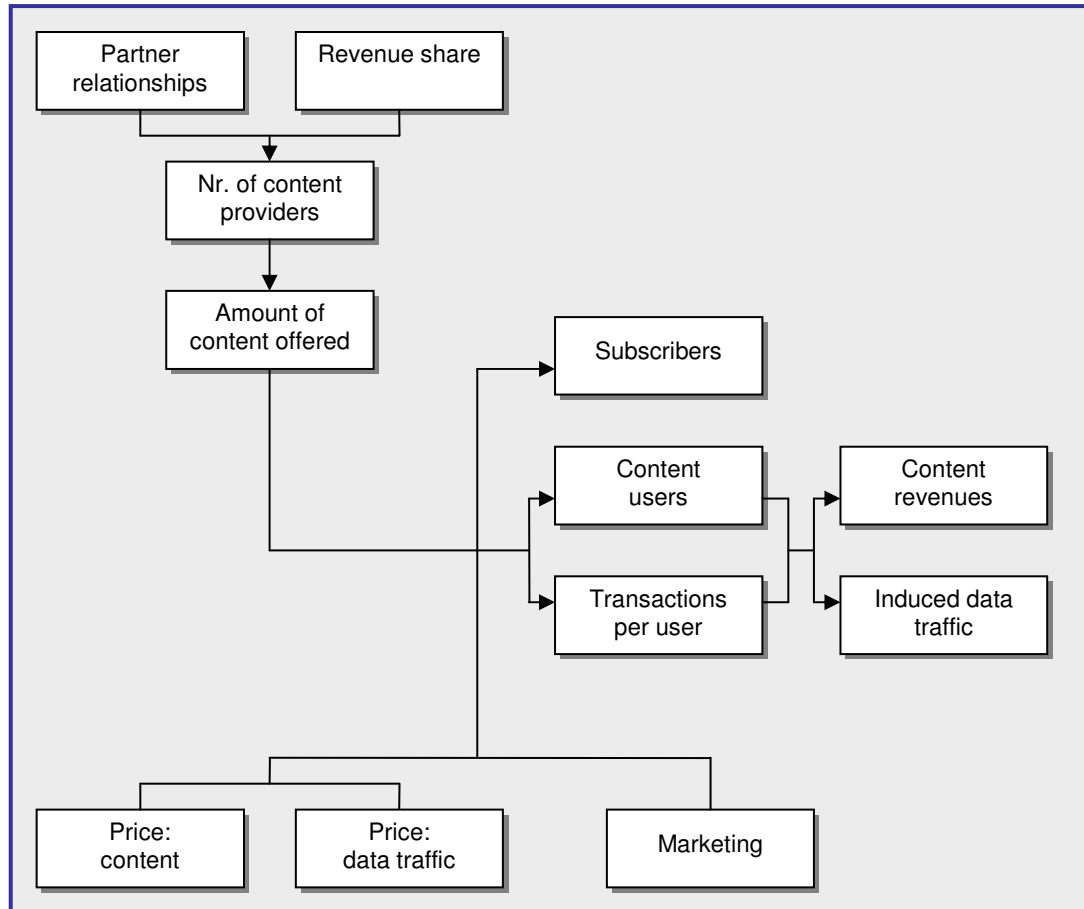 Partner
relationships
Revenue share
Nr. of content
providers
Amount of
content offered
Subscribers
Content
users
Content
revenues
Transactions
per user
Induced data
traffic
Price:
content
Price:
data traffic
Marketing